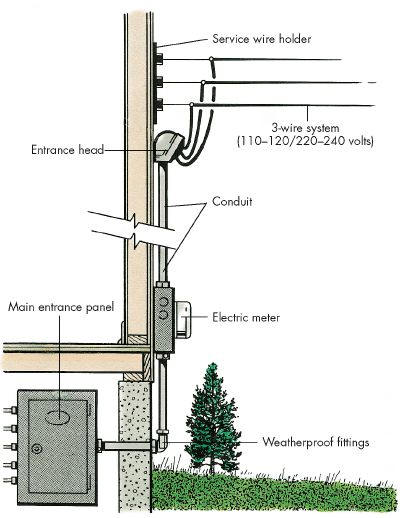 Service wire holder
3-wire system
(110–120/220–240 volts)
Entrance head
Conduit
Main entrance panel
Electric meter
Weatherproof fittings